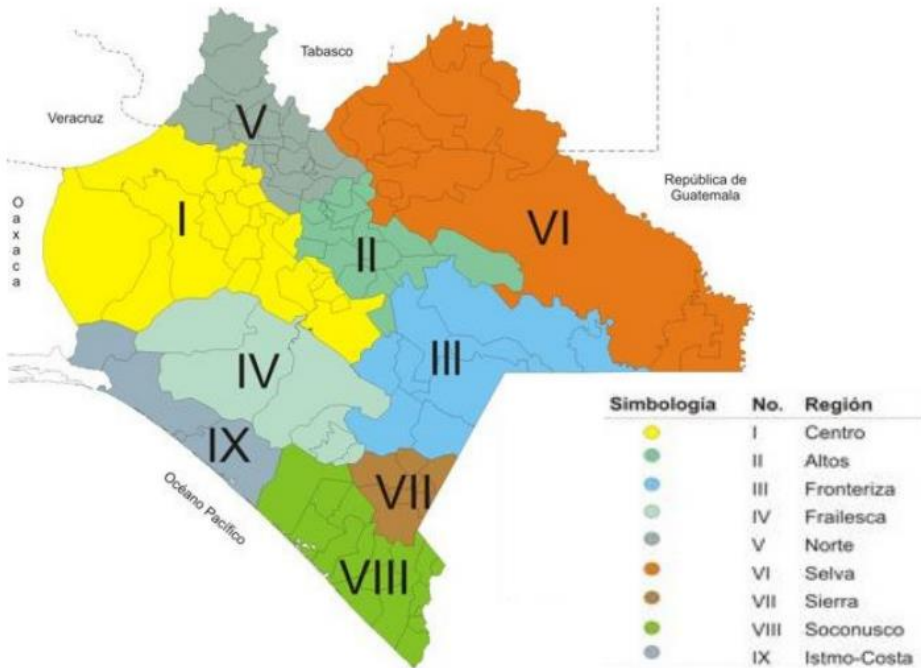 Tabasco
Veracruz
V
República de
Guatemala
Oaxaca
I
VI
II
III
IV
IX
VII
Océano Pacífico
VIII
Simbología No. Región
I Centro
II Altos
III Fronteriza
IV Frailesca
V Norte
VI Selva
VII Sierra
VIII Soconusco
IX Istmo-Costa